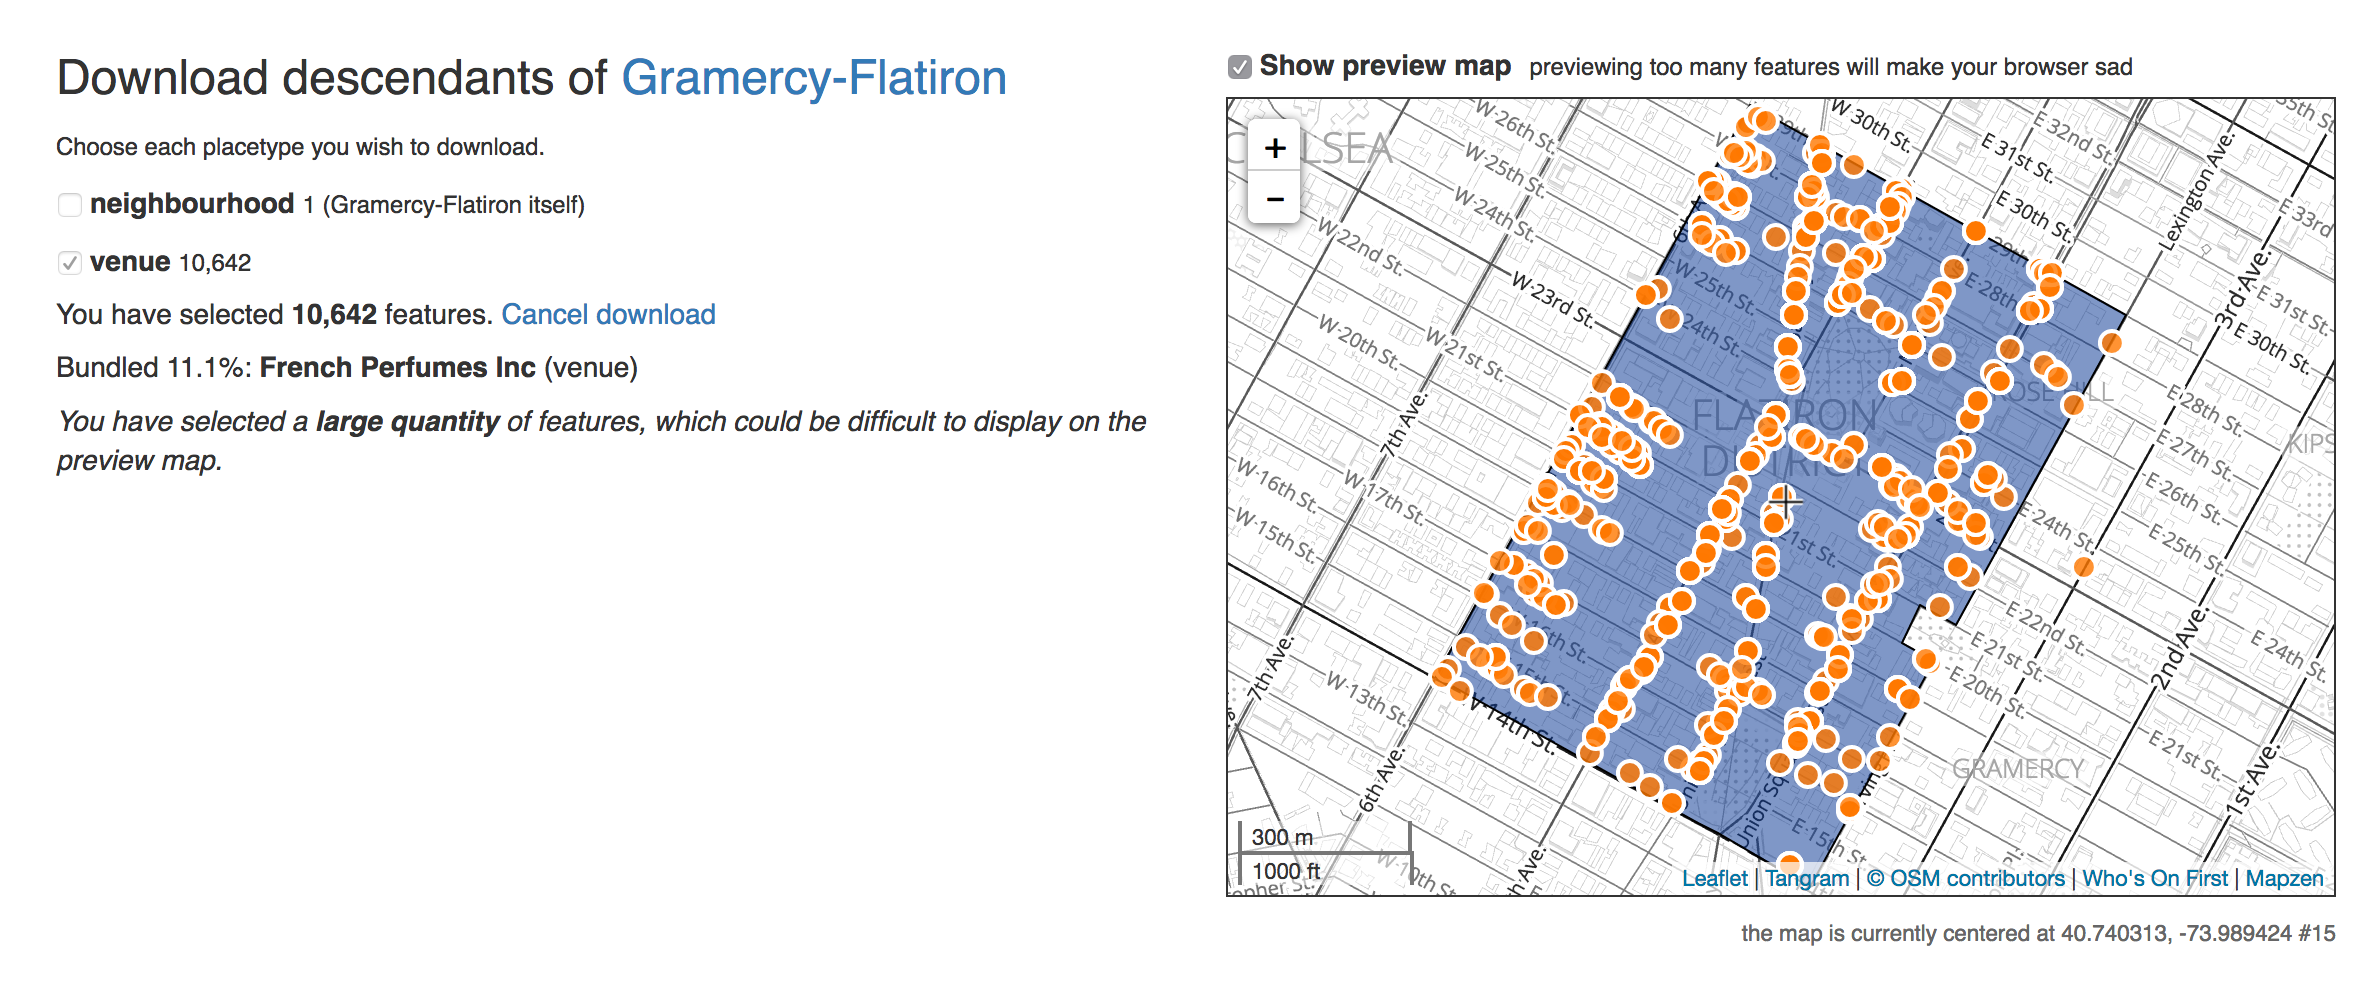 Download descendants of Gramercy-Flatiron
Choose each placetype you wish to download.
neighbourhood 1 (Gramercy-Flatiron itself)
venue 10,642
You have selected 10,642 features. Cancel download
Bundled 11.1%: French Perfumes Inc (venue)
You have selected a large quantity of features, which could be difficult to display on the
preview map.
Show preview map previewing too many features will make your browser sad
+
−
W 26th St.
W 25th St.
W 24th St.
W 22nd St.
W 23rd St.
W 20th St.
W 21st St.
W 16th St.
W 17th St.
W 15th St.
W 13th St.
7th Ave.
7th Ave.
6th Ave.
W 30th St.
E 32nd St.
E 31st St.
E 30th St.
35th St.
Lexington Ave.
E 33rd
3rd Ave.
E 31st St.
E 30th St.
W 25th St.
24th St.
E 28th
FLATIRON
DISTRICT
21st St.
E 28th St.
E 27th St.
E 26th St.
E 24th St.
E 25th St.
KIPS
E 22nd St.
E 21st St.
E 20th St.
2nd Ave.
E 24th St.
E 21st St.
1st Ave.
GRAMERCY
16th St.
W 14th St.
Union Sq
E 15th St.
300 m
1000 ft
Leaflet | Tangram | © OSM contributors | Who's On First | Mapzen
the map is currently centered at 40.740313, -73.989424 #15